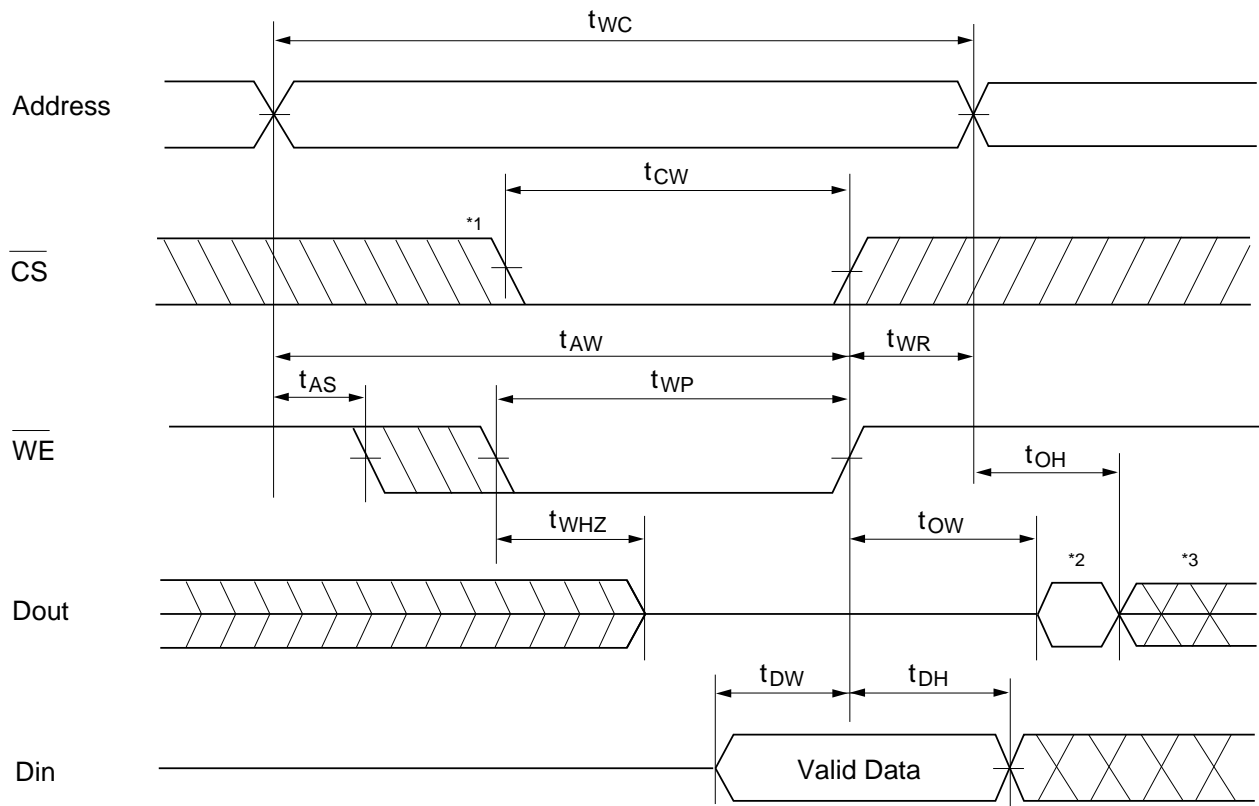 tWC
Address
tCW
*1
CS
tAW
tWR
tAS
tWP
WE
tOH
tWHZ
tOW
*2
*3
Dout
tDW
tDH
Din
Valid Data